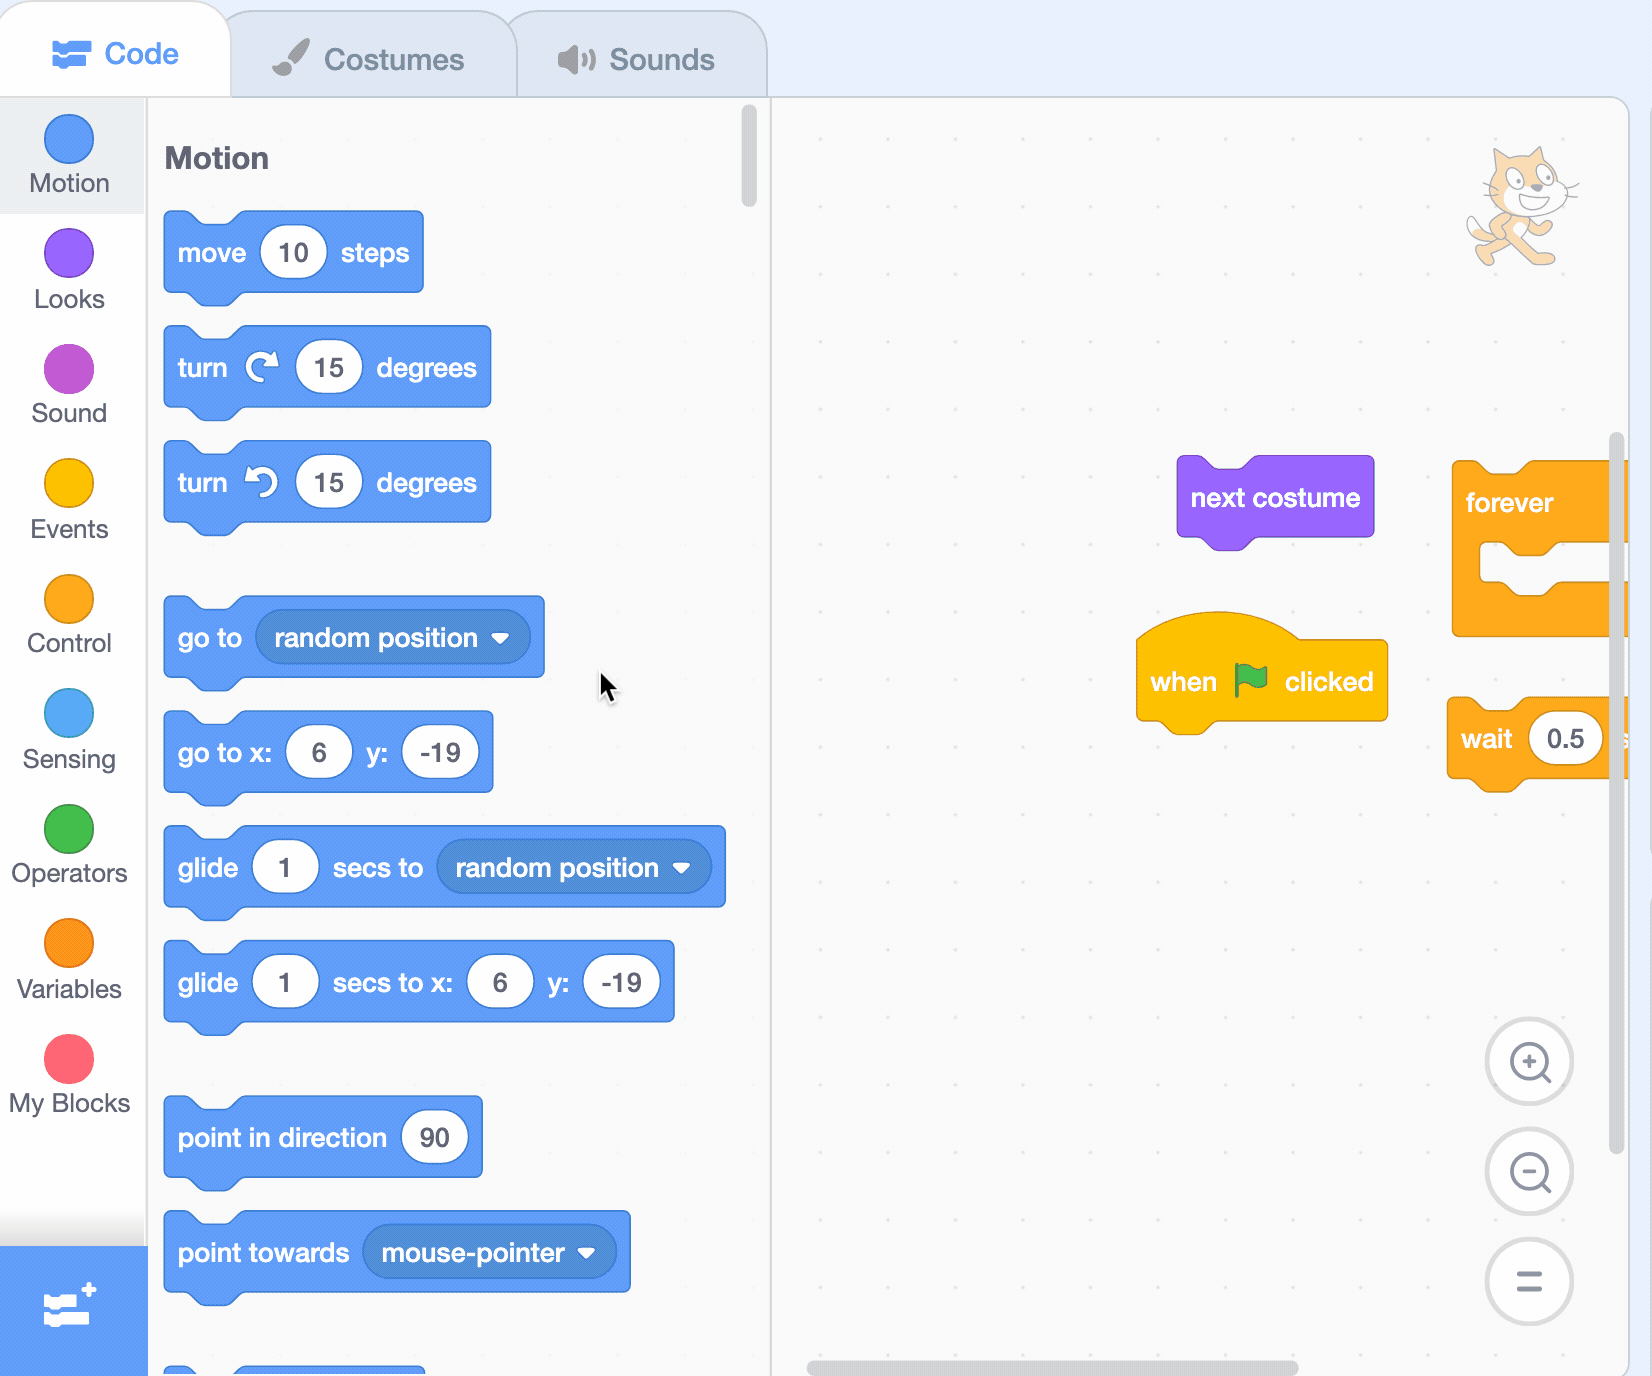 Code
Costumes
Sounds
Motion
Looks
Sound
Events
Control
Sensing
Operators
Variables
My Blocks
Motion
move 10 steps
turn 15 degrees
turn 15 degrees
go to random position
go to x: 6 y: -19
glide 1 secs to random position
glide 1 secs to x: 6 y: -19
point in direction 90
point towards mouse-pointer
next costume
forever
when clicked
wait 0.5